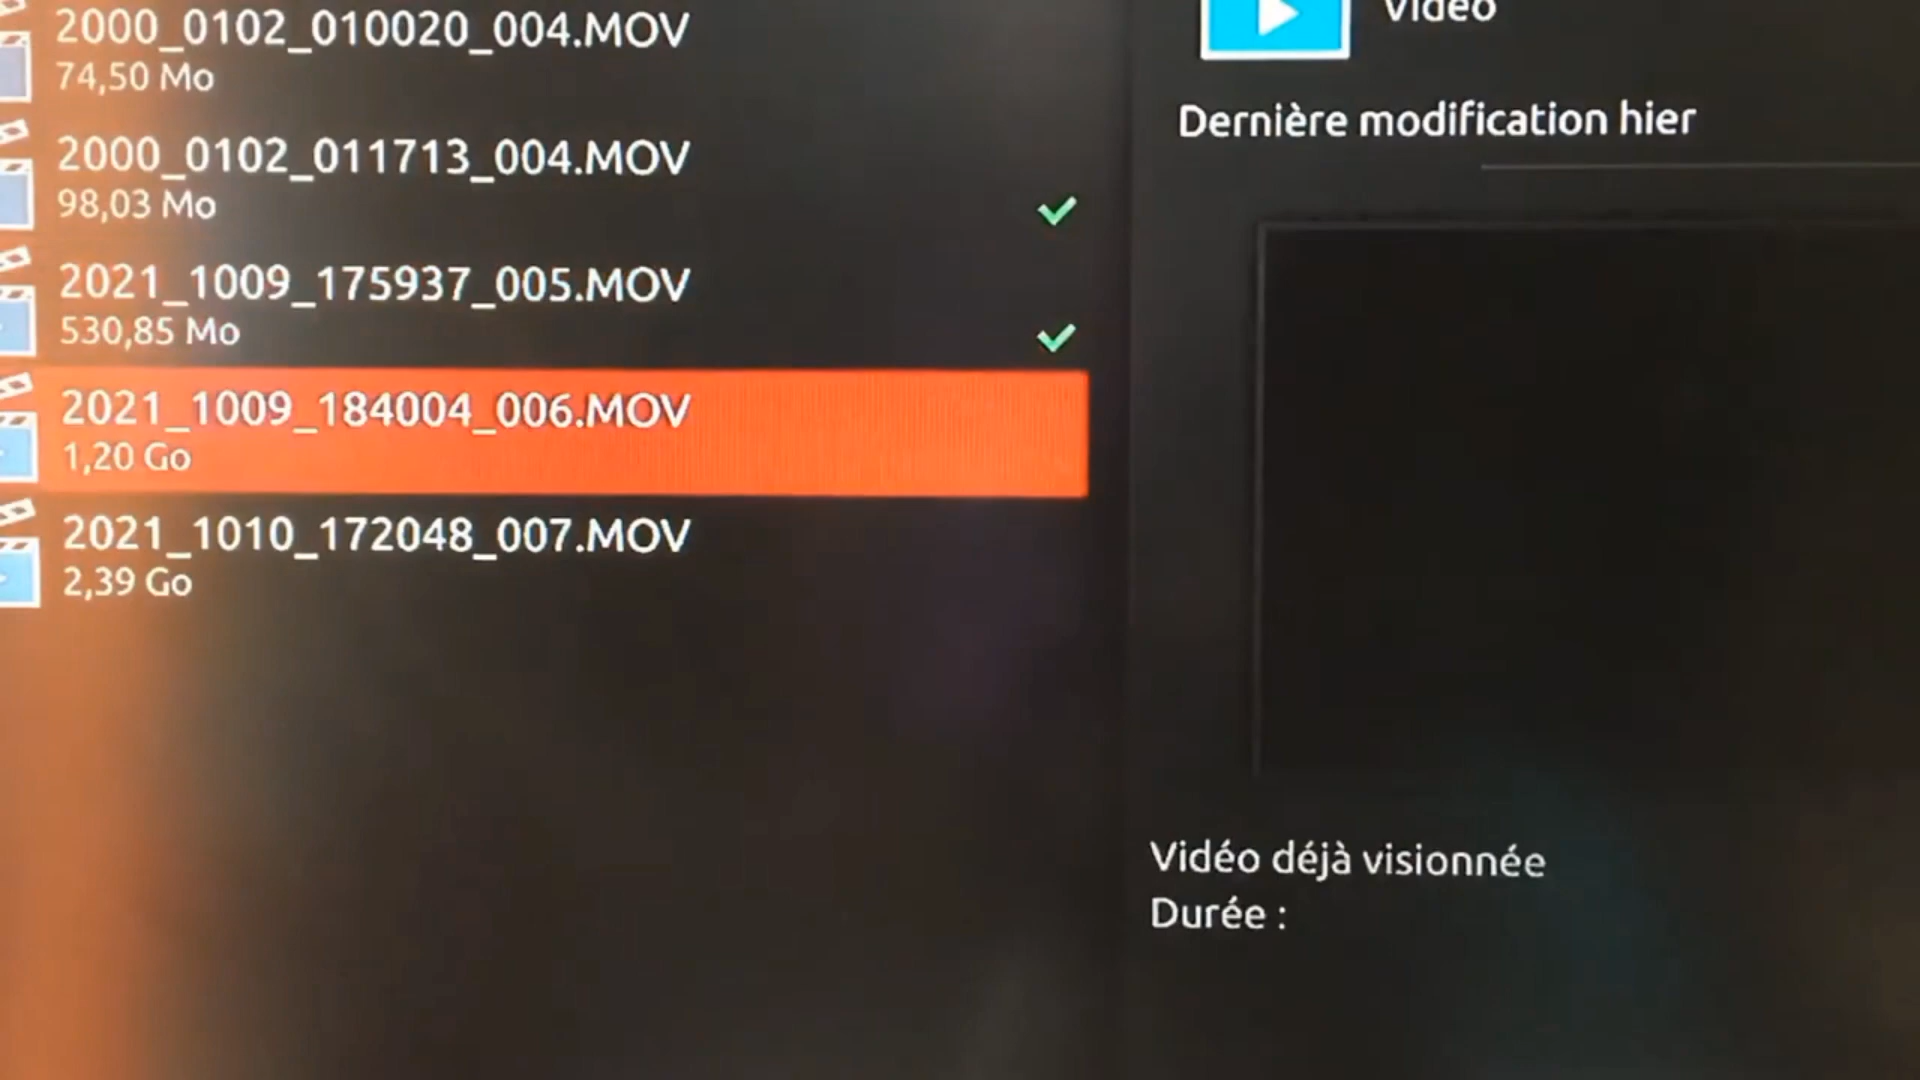 2000_0102_010020_004.MOV
74,50 Mo
2000_0102_011713_004.MOV
98,03 Mo
2021_1009_175937_005.MOV
530,85 Mo
2021_1009_184004_006.MOV
1,20 Go
2021_1010_172048_007.MOV
2,39 Go
Vidéo
Dernière modification hier
Vidéo déjà visionnée
Durée :